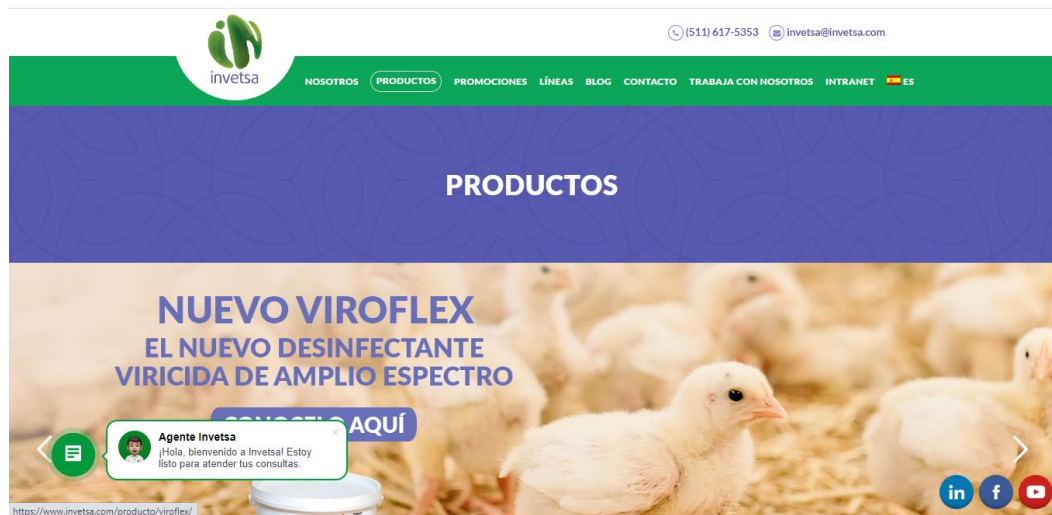 invetsa
(511) 617-5353 invetsa@invetsa.com
NOSOTROS PRODUCTOS PROMOCIONES LÍNEAS BLOG CONTACTO TRABAJA CON NOSOTROS INTRANET ES
PRODUCTOS
NUEVO VIROFLEX
EL NUEVO DESINFECTANTE
VIRICIDA DE AMPLIO ESPECTRO
AQUÍ
Agente Invetsa
¡Hola, bienvenido a Invetsa! Estoy
listo para atender tus consultas.
in f
https://www.invetsa.com/producto/viroflex/